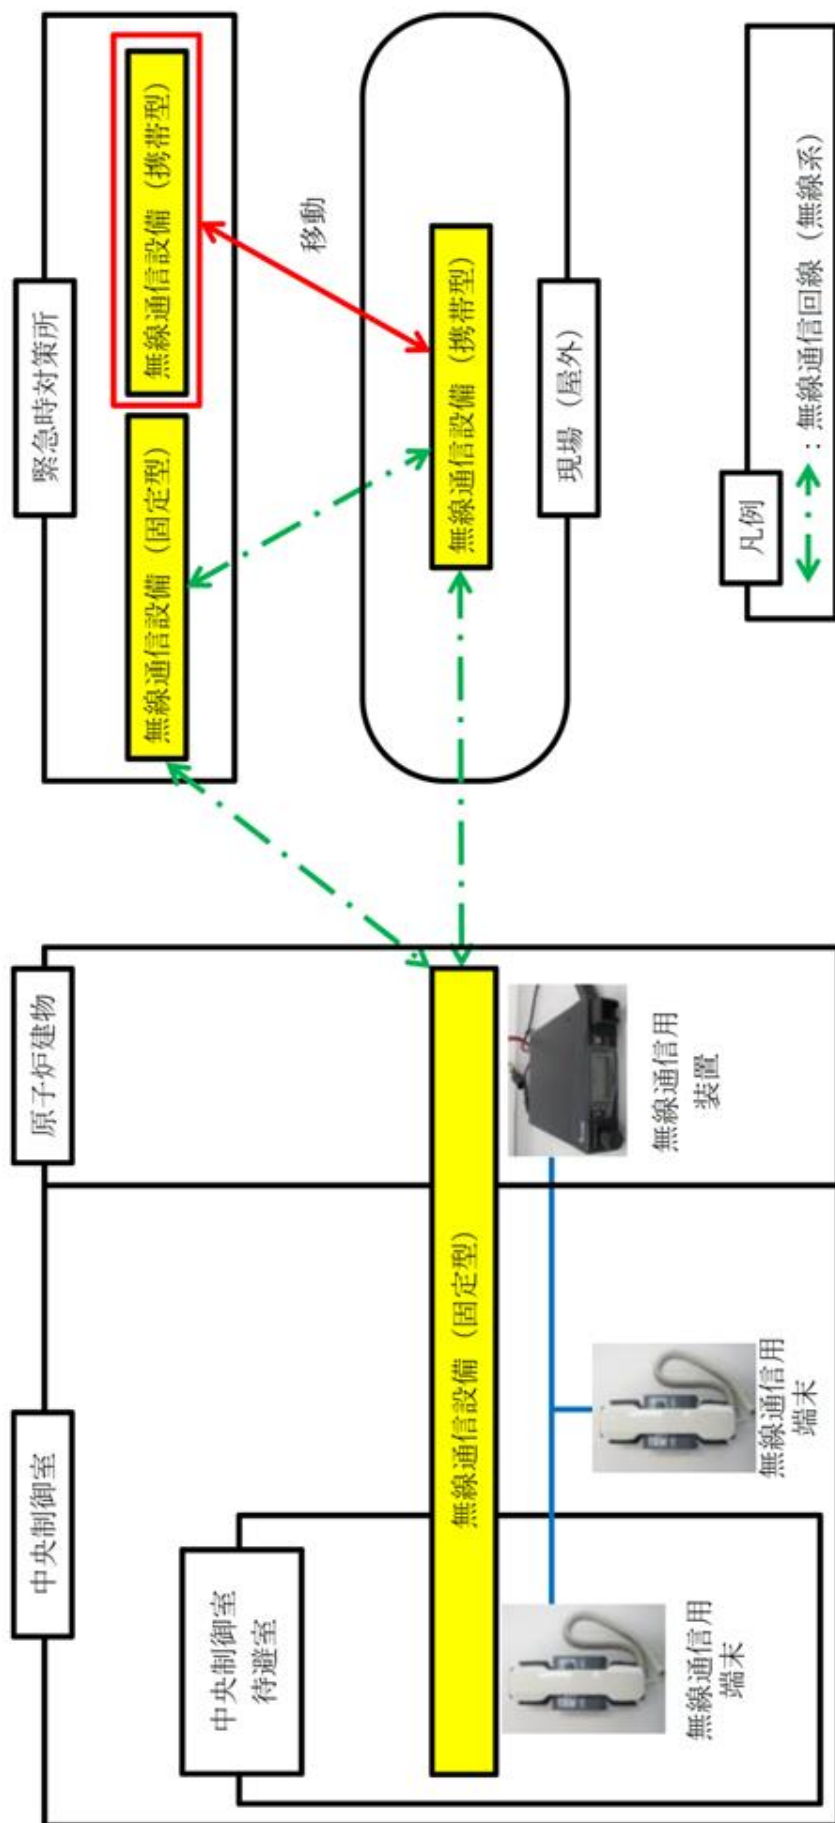 中央制御室
原子炉建物
緊急時対策所
中央制御室
待避室
無線通信設備（固定型）
無線通信設備（携帯型）
移動
無線通信設備（固定型）
無線通信設備（携帯型）
無線通信用
端末
無線通信用
端末
無線通信用
装置
現場（屋外）
凡例
：無線通信回線（無線系）